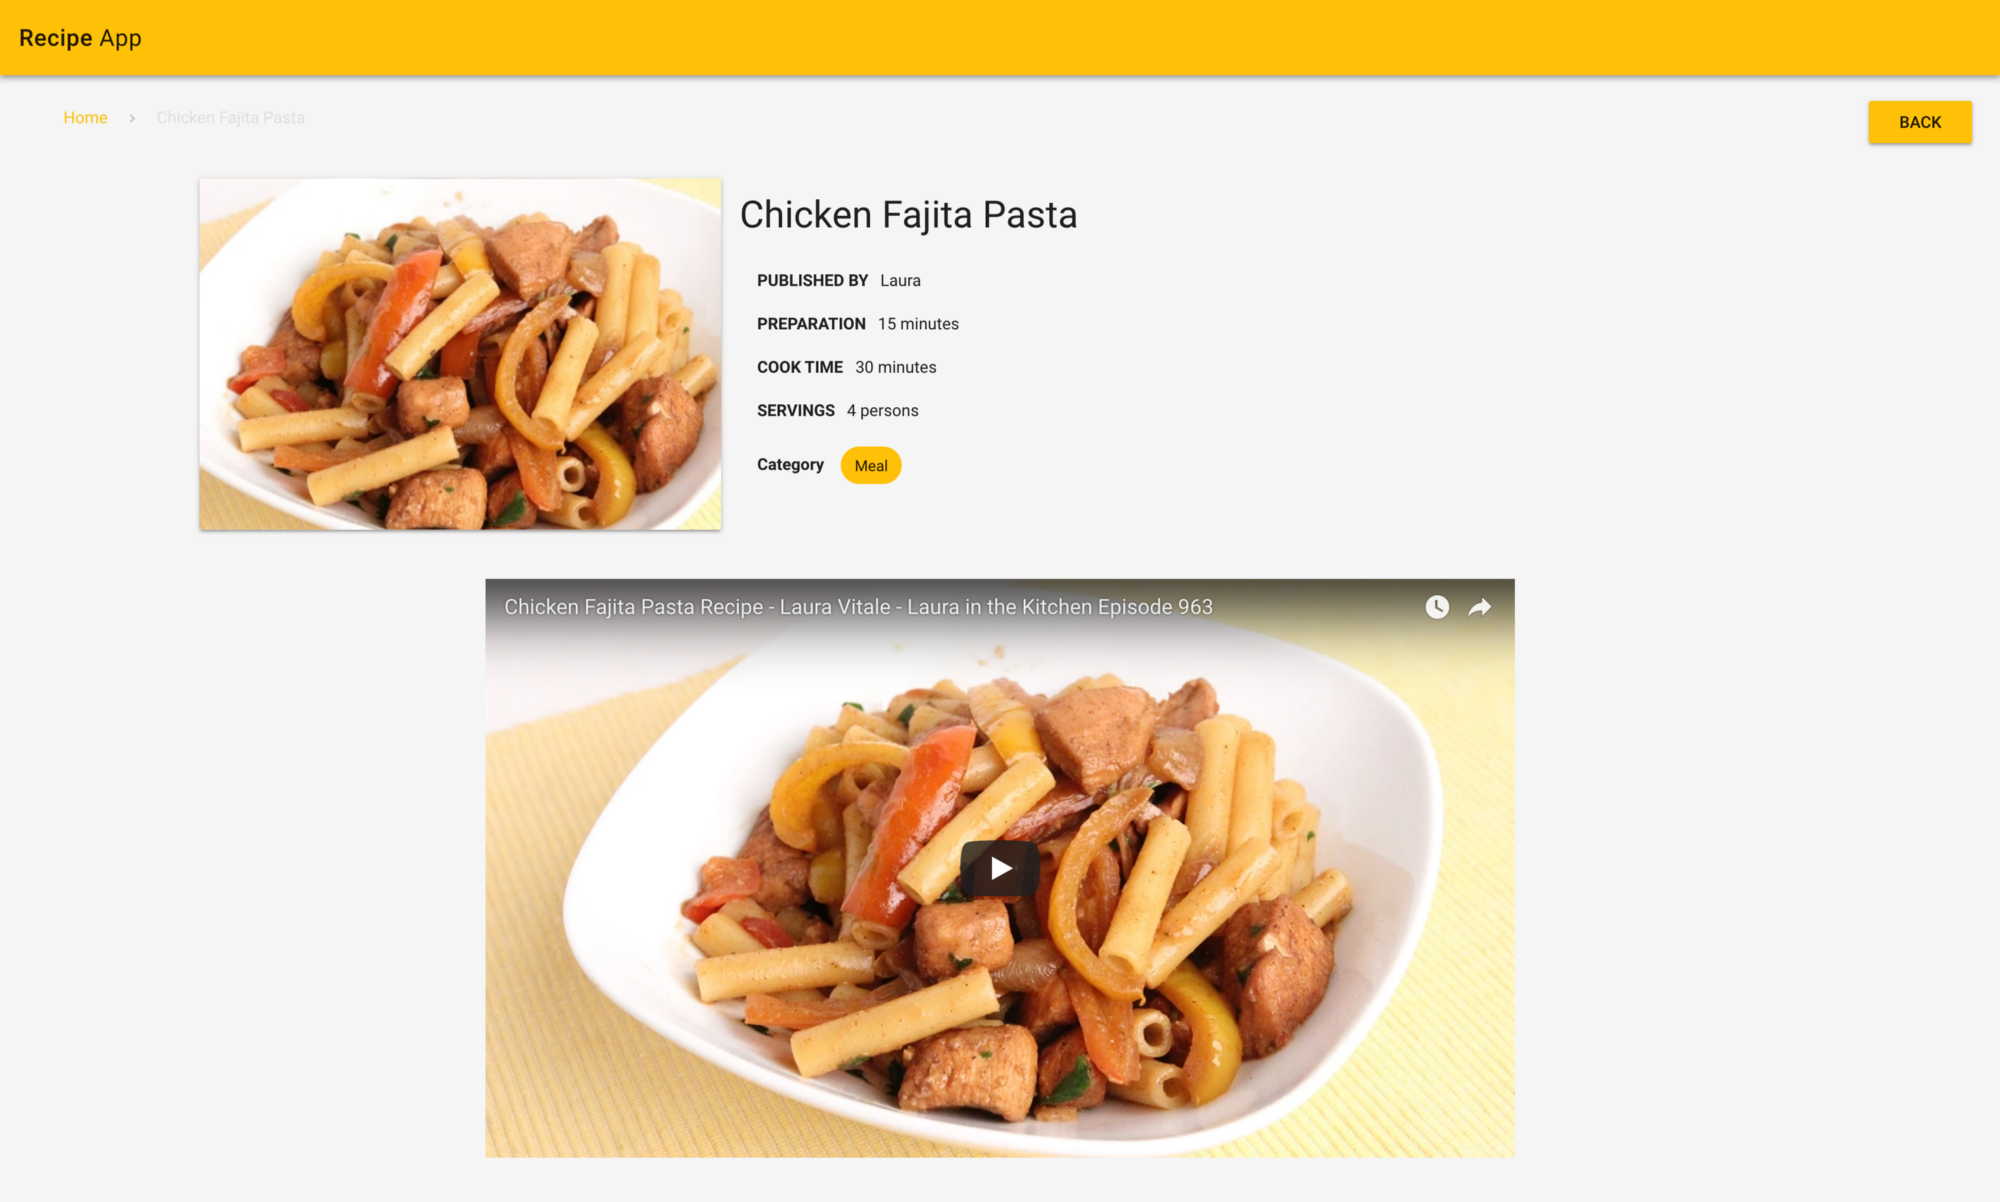 Recipe App
Home > Chicken Fajita Pasta
BACK
Chicken Fajita Pasta
PUBLISHED BY Laura
PREPARATION 15 minutes
COOK TIME 30 minutes
SERVINGS 4 persons
Category Meal
Chicken Fajita Pasta Recipe - Laura Vitale - Laura in the Kitchen Episode 963